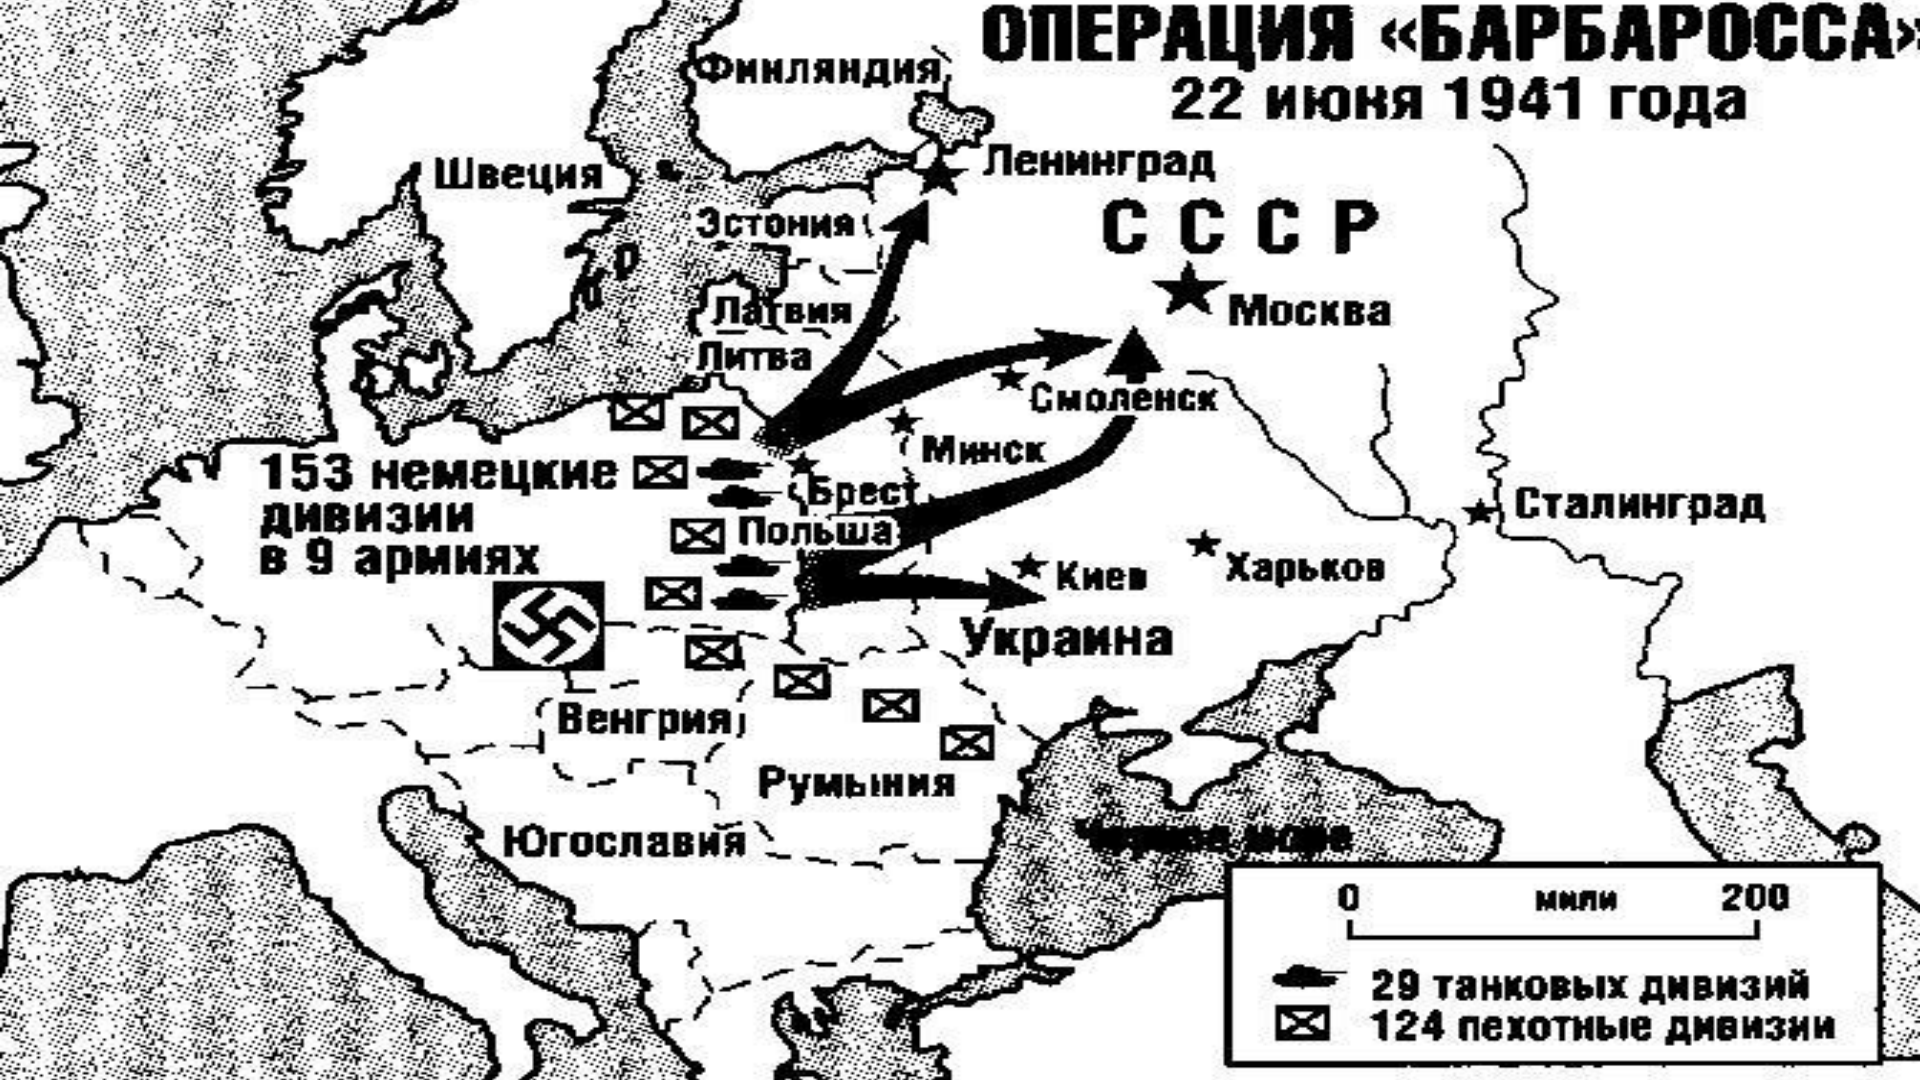 ОПЕРАЦИЯ «БАРБАРОССА»
22 июня 1941 года
Финляндия
Ленинград
Швеция
Эстония
СССР
Латвия
Москва
Литва
Смоленск
Минск
153 немецкие
дивизии
в 9 армиях
Брест
Польша
Сталинград
Киев
Харьков
Украина
Венгрия
Румыния
Югославия
Черное море
0 мили 200
29 танковых дивизий
124 пехотные дивизии